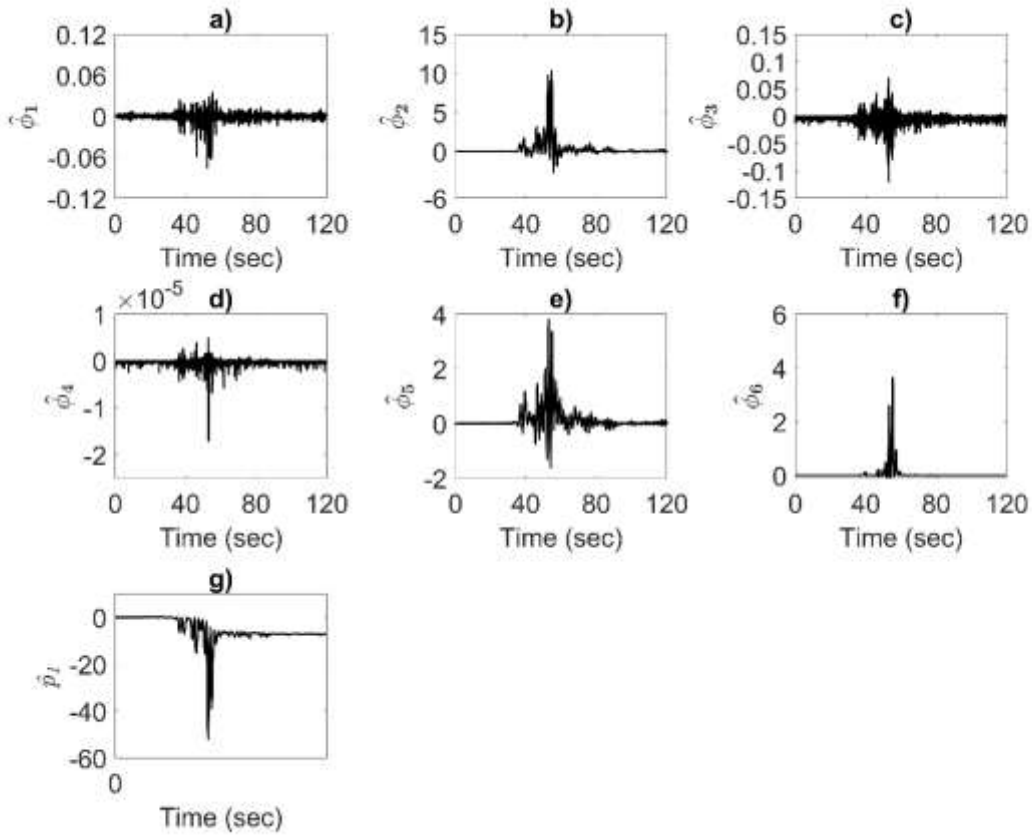 a)
0.12
0.06
0
-0.06
-0.12
φ̂1
0 40 80 120
Time (sec)
b)
15
10
5
0
-6
φ̂2
0 40 80 120
Time (sec)
c)
0.15
0.1
0.05
0
-0.05
-0.1
-0.15
φ̂3
0 40 80 120
Time (sec)
d)
×10-5
1
0
-1
-2
φ̂4
0 40 80 120
Time (sec)
e)
4
2
0
-2
φ̂5
0 40 80 120
Time (sec)
f)
6
4
2
0
φ̂6
0 40 80 120
Time (sec)
g)
0
-20
-40
-60
p̂1
0
Time (sec)